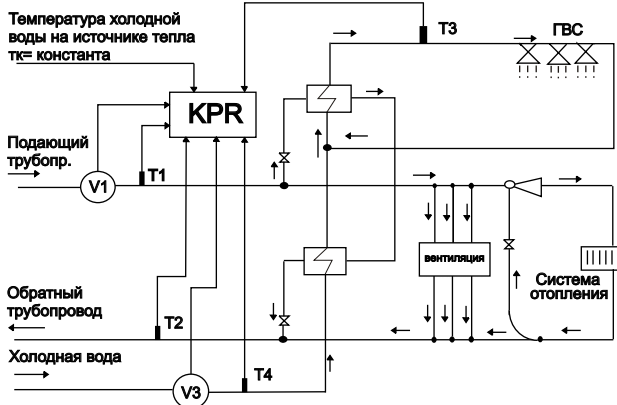 Температура холодной
воды на источнике тепла
тк= константа
T3
ГВС
KPR
Подающий
трубопр.
V1
T1
вентиляция
Система
отопления
Обратный
трубопровод
T2
Холодная вода
V3
T4